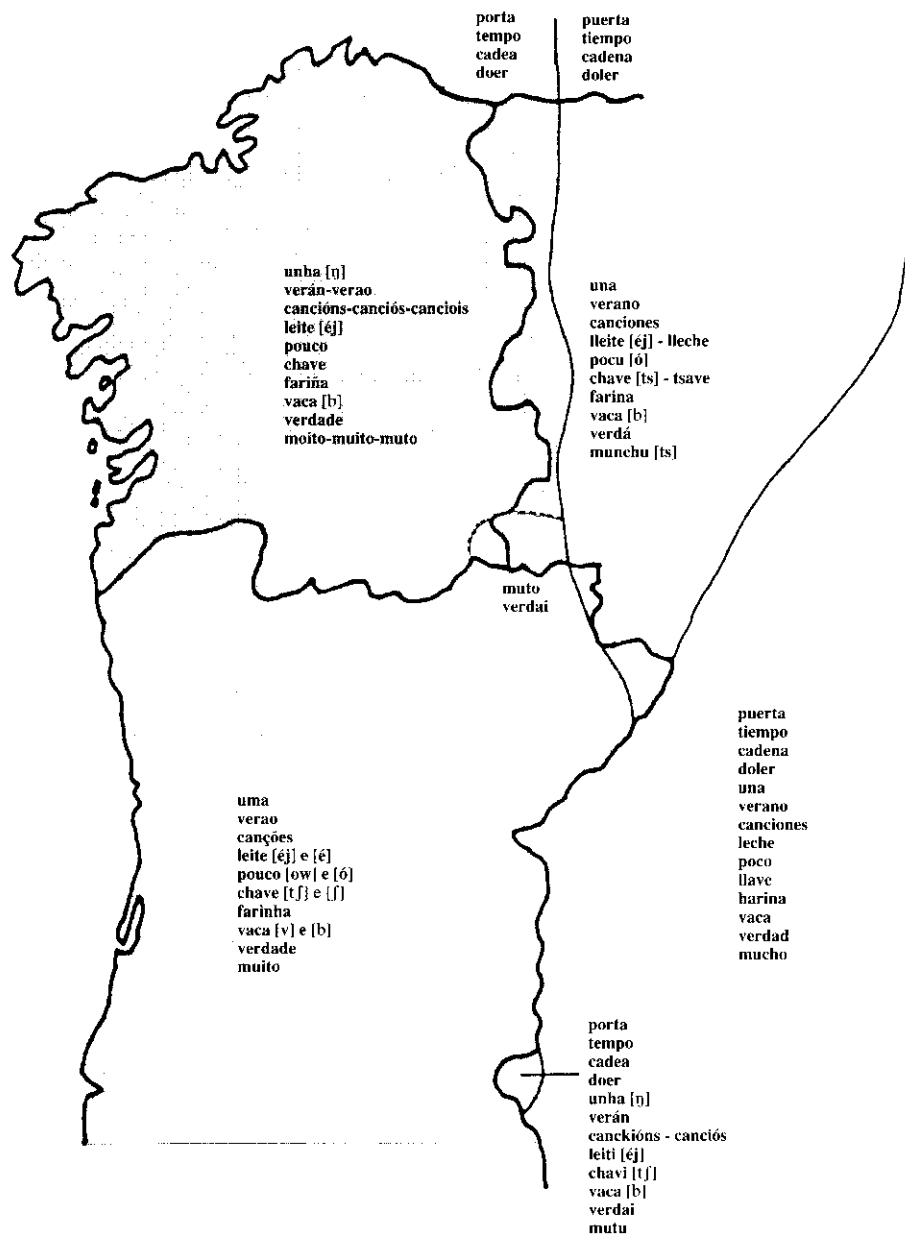 porta
tempo
cadea
doer
puerta
tiempo
cadena
doler
unha [ŋ]
verán-verao
cancións-canciós-canciois
leite [éj]
pouco
chave
fariña
vaca [b]
verdade
moito-muito-muto
una
verano
canciones
lleite [éj] - lleche
pocu [ó]
chave [ts] - tsave
farina
vaca [b]
verdá
munchu [ts]
muto
verdai
uma
verao
canções
leite [éj] e [é]
pouco [ow] e [ó]
chave [tʃ] e [ʃ]
farinha
vaca [v] e [b]
verdade
muito
puerta
tiempo
cadena
doler
una
verano
canciones
leche
poco
llave
harina
vaca
verdad
mucho
porta
tempo
cadea
doer
unha [ŋ]
verán
canckións - canciós
leiti [éj]
chavi [tʃ]
vaca [b]
verdai
mutu